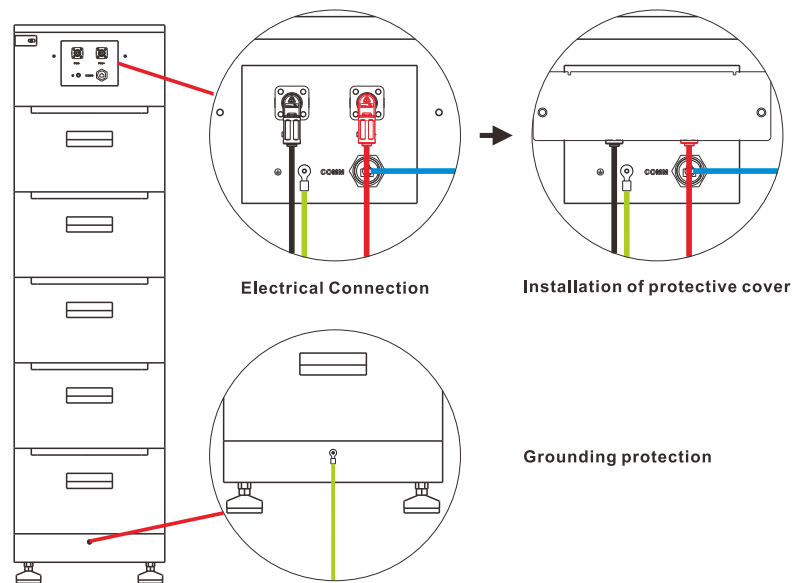 COMM
COMM
Electrical Connection
Installation of protective cover
Grounding protection